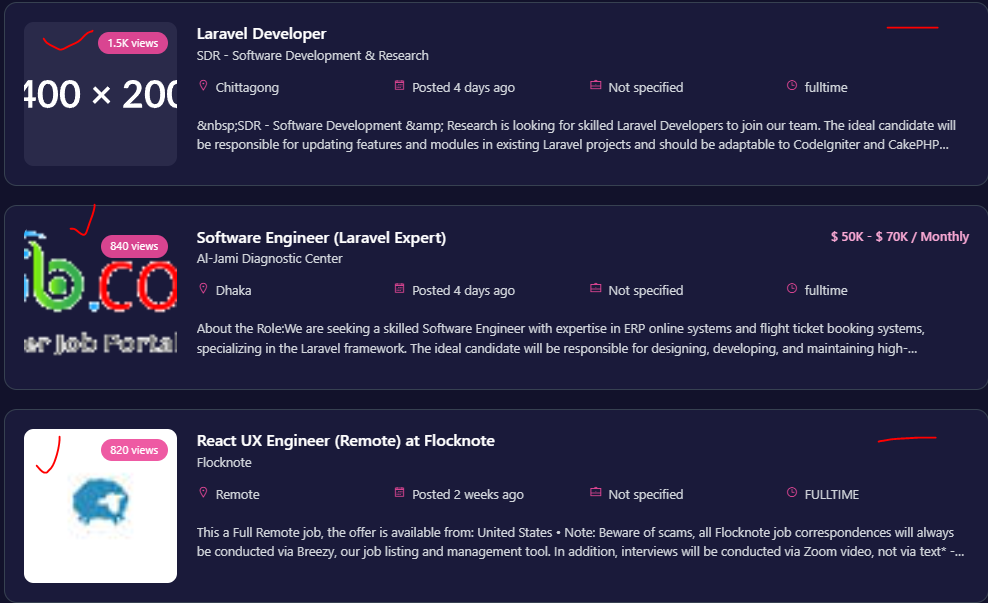 1.5K views
400 × 200
Laravel Developer
SDR - Software Development & Research
Chittagong
Posted 4 days ago
Not specified
fulltime
&nbsp;SDR - Software Development &amp; Research is looking for skilled Laravel Developers to join our team. The ideal candidate will
be responsible for updating features and modules in existing Laravel projects and should be adaptable to CodeIgniter and CakePHP...
840 views
b.co
er Job Portal
Software Engineer (Laravel Expert)
$ 50K - $ 70K / Monthly
Al-Jami Diagnostic Center
Dhaka
Posted 4 days ago
Not specified
fulltime
About the Role:We are seeking a skilled Software Engineer with expertise in ERP online systems and flight ticket booking systems,
specializing in the Laravel framework. The ideal candidate will be responsible for designing, developing, and maintaining high-...
820 views
React UX Engineer (Remote) at Flocknote
Flocknote
Remote
Posted 2 weeks ago
Not specified
FULLTIME
This a Full Remote job, the offer is available from: United States • Note: Beware of scams, all Flocknote job correspondences will always
be conducted via Breezy, our job listing and management tool. In addition, interviews will be conducted via Zoom video, not via text* -...